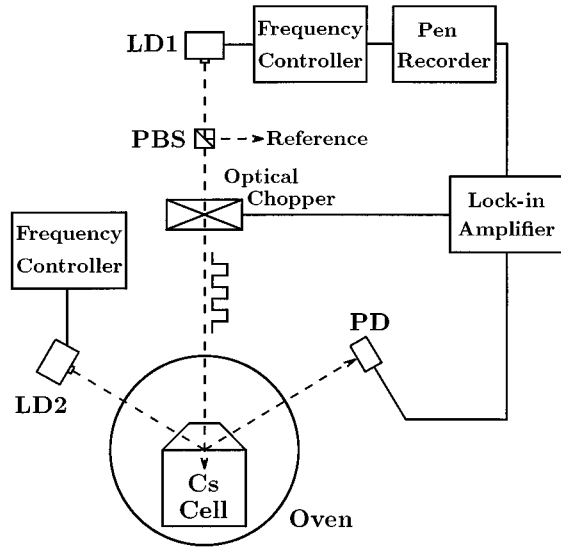 LD1
Frequency
Controller
Pen
Recorder
PBS
Reference
Optical
Chopper
Lock-in
Amplifier
Frequency
Controller
PD
LD2
Cs
Cell
Oven